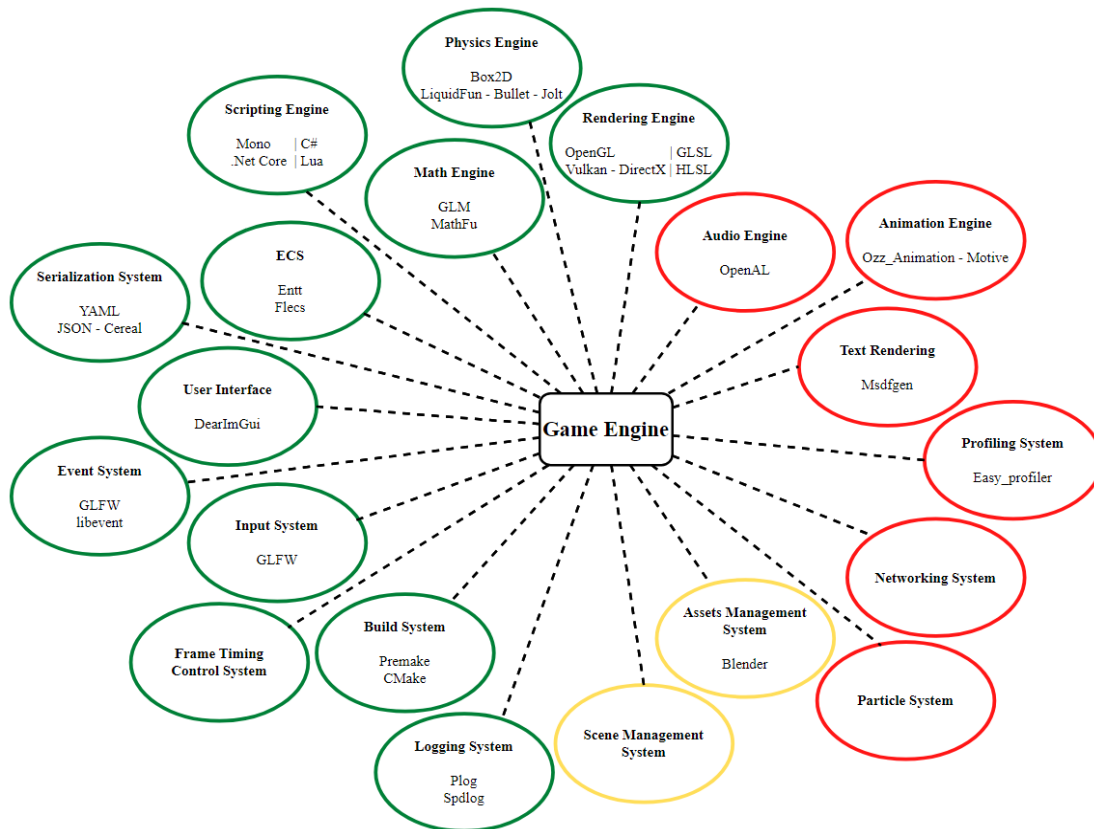 Physics Engine
Box2D
LiquidFun - Bullet - Jolt
Scripting Engine
Mono | C#
.Net Core | Lua
Rendering Engine
OpenGL | GLSL
Vulkan - DirectX | HLSL
Math Engine
GLM
MathFu
Audio Engine
OpenAL
Animation Engine
Ozz_Animation - Motive
ECS
Entt
Flecs
Serialization System
YAML
JSON - Cereal
Text Rendering
Msdfgen
User Interface
DearImGui
Game Engine
Profiling System
Easy_profiler
Event System
GLFW
libevent
Input System
GLFW
Networking System
Assets Management
System
Blender
Build System
Premake
CMake
Frame Timing
Control System
Particle System
Scene Management
System
Logging System
Plog
Spdlog